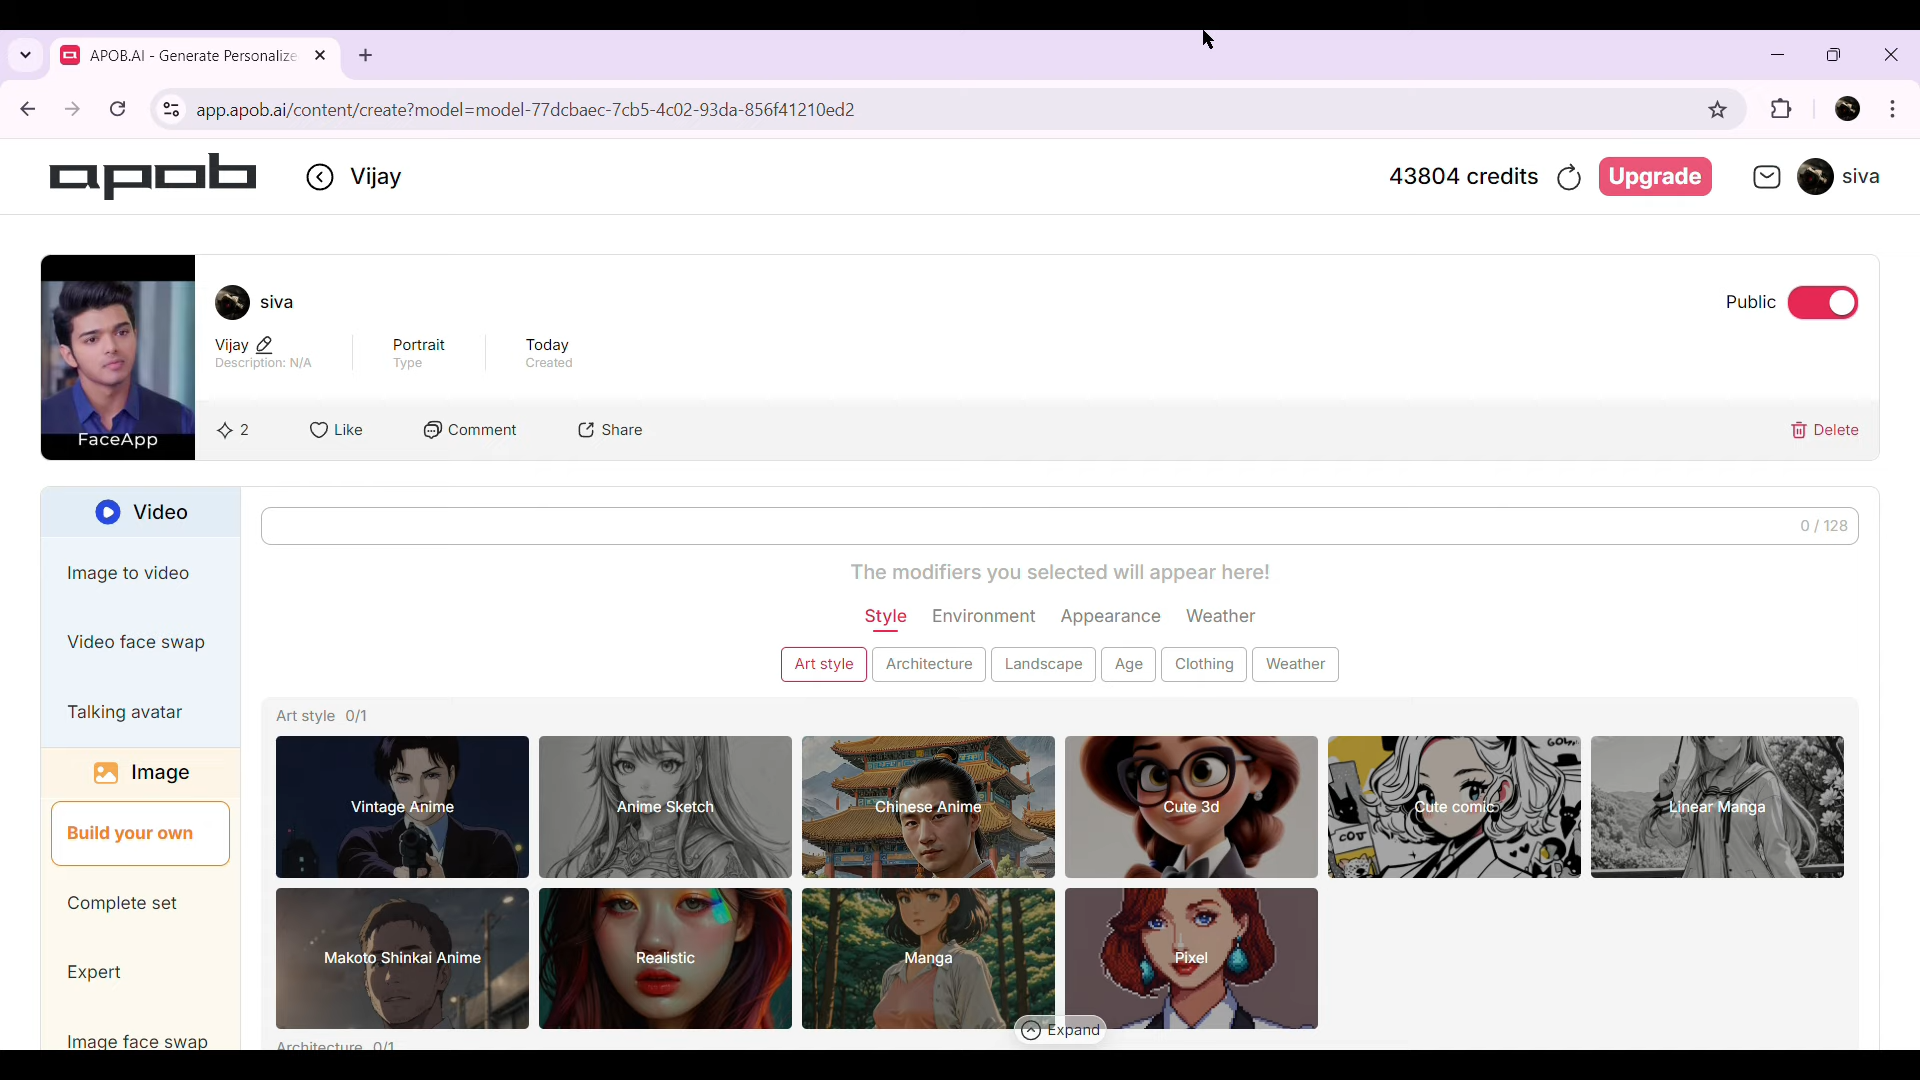 APOB.AI - Generate Personalize
app.apob.ai/content/create?model=model-77dcbaec-7cb5-4c02-93da-856f41210ed2
apob
Vijay
43804 credits
Upgrade
siva
siva
Public
Vijay
Portrait
Today
Description: N/A
Type
Created
FaceApp
2
Like
Comment
Share
Delete
Video
0 / 128
Image to video
The modifiers you selected will appear here!
Style
Environment
Appearance
Weather
Video face swap
Art style
Architecture
Landscape
Age
Clothing
Weather
Talking avatar
Art style 0/1
Image
Vintage Anime
Anime Sketch
Chinese Anime
Cute 3d
Cute comic
Linear Manga
Build your own
Complete set
Makoto Shinkai Anime
Realistic
Manga
Pixel
Expert
Expand
Image face swap
Architecture 0/1